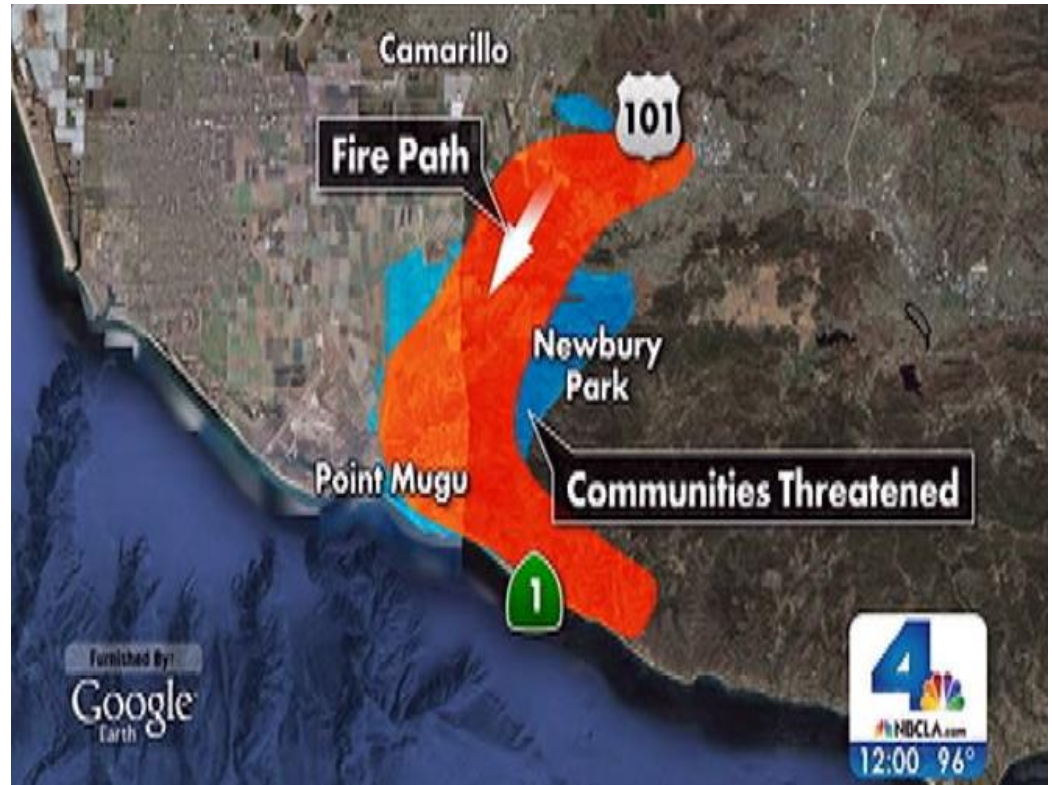 Camarillo
101
Fire Path
Newbury
Park
Point Mugu
Communities Threatened
1
Furnished By:
Google
Earth
4
NBCLA.com
12:00 96°